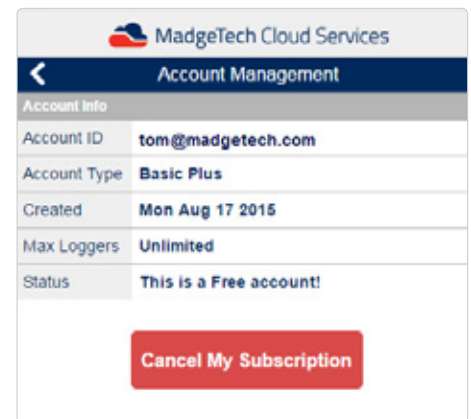 MadgeTech Cloud Services
Account Management
Account Info
Account ID tom@madgetech.com
Account Type Basic Plus
Created Mon Aug 17 2015
Max Loggers Unlimited
Status This is a Free account!
Cancel My Subscription